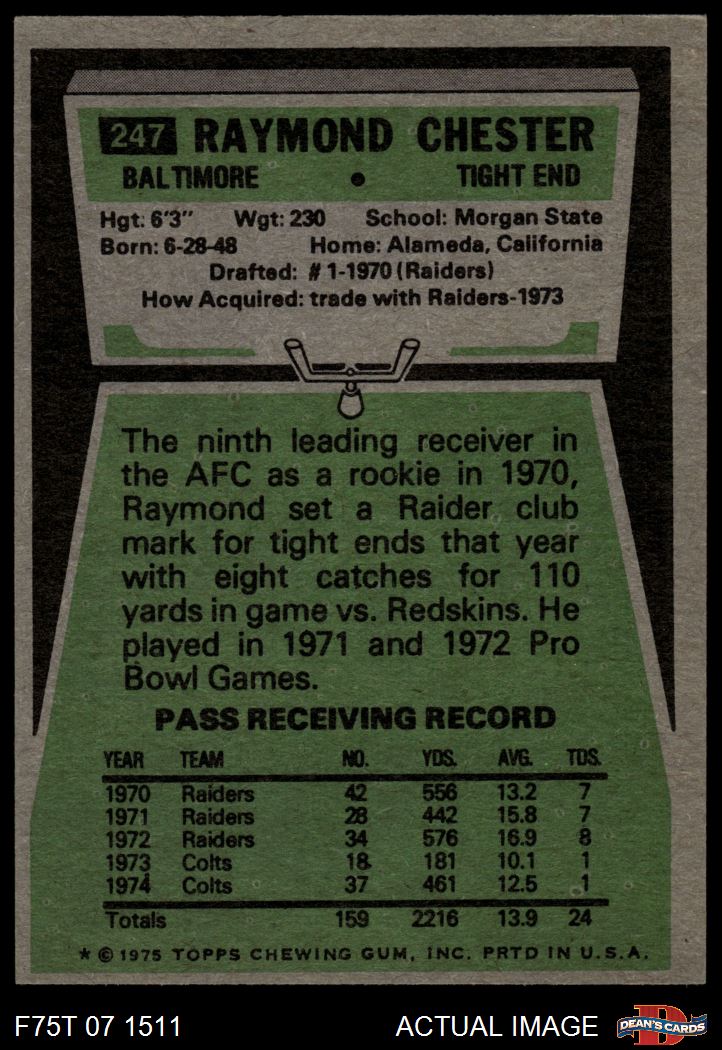 247 RAYMOND CHESTER
BALTIMORE • TIGHT END
Hgt: 6'3" Wgt: 230 School: Morgan State
Born: 6-28-48 Home: Alameda, California
Drafted: #1-1970 (Raiders)
How Acquired: trade with Raiders-1973
The ninth leading receiver in
the AFC as a rookie in 1970,
Raymond set a Raider club
mark for tight ends that year
with eight catches for 110
yards in game vs. Redskins. He
played in 1971 and 1972 Pro
Bowl Games.
PASS RECEIVING RECORD
YEAR TEAM NO. YDS. AVG. TDS.
1970 Raiders 42 556 13.2 7
1971 Raiders 28 442 15.8 7
1972 Raiders 34 576 16.9 8
1973 Colts 18 181 10.1 1
1974 Colts 37 461 12.5 1
Totals 159 2216 13.9 24
* © 1975 TOPPS CHEWING GUM, INC. PRTD IN U.S.A.
F75T 07 1511 ACTUAL IMAGE D DEAN'S CARDS